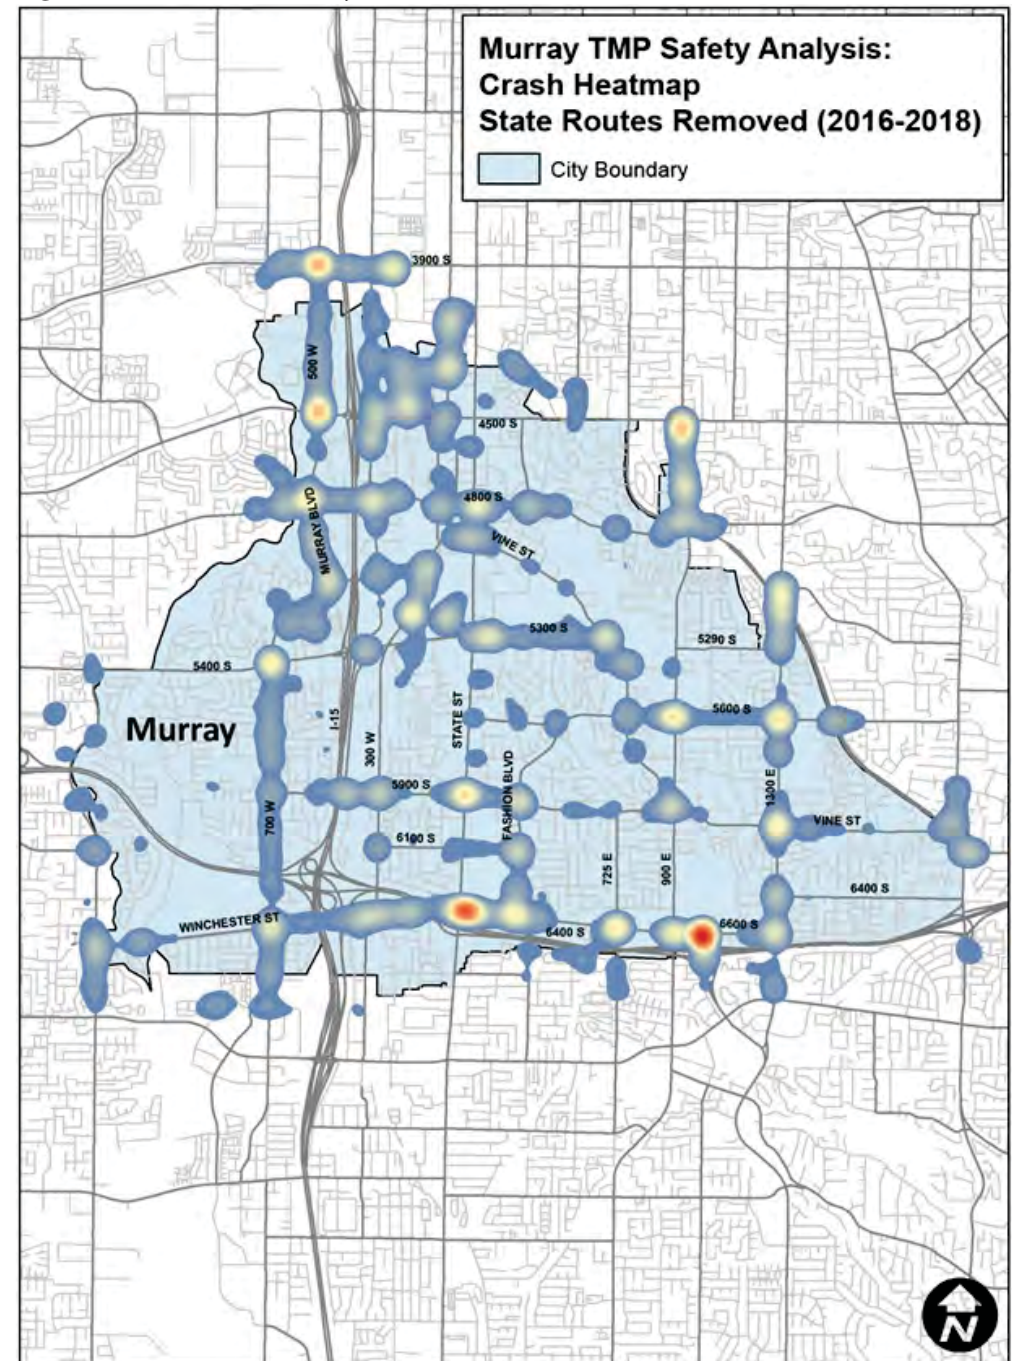 Murray TMP Safety Analysis:
Crash Heatmap
State Routes Removed (2016-2018)
City Boundary
3900 S
500 W
4500 S
4800 S
MURRAY BLVD
VINE ST
5300 S
5290 S
5400 S
Murray
I-15
300 W
STATE ST
5600 S
FASHION BLVD
5900 S
1300 E
700 W
VINE ST
6100 S
725 E
900 E
6400 S
WINCHESTER ST
6400 S
6600 S
N